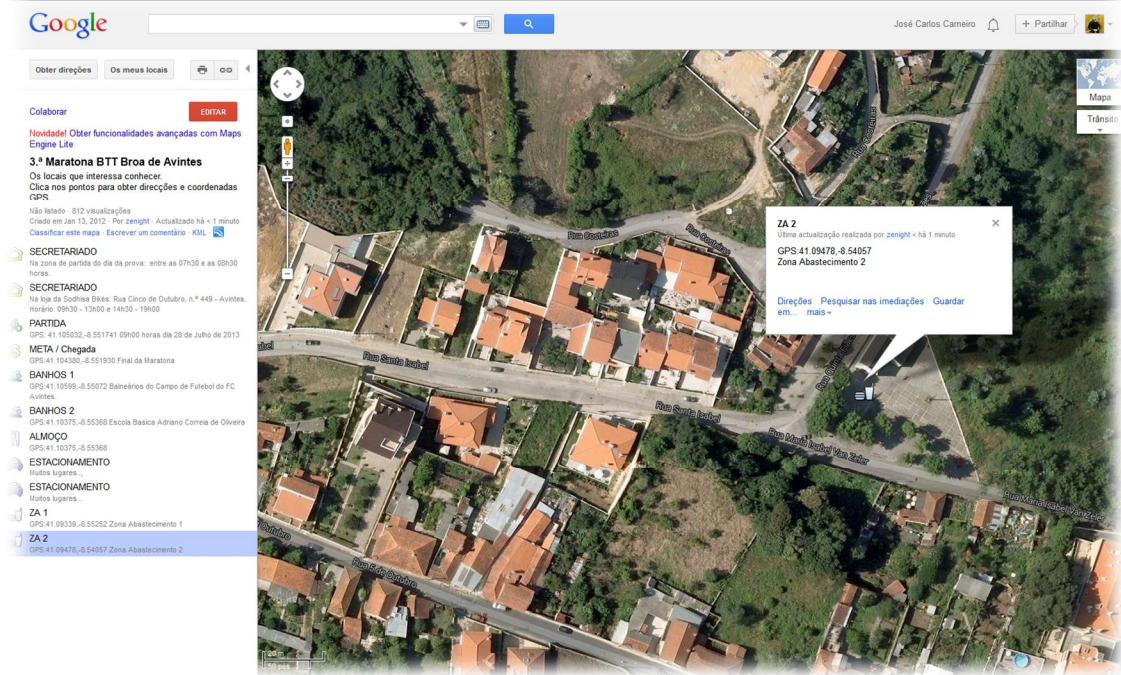 Google
José Carlos Carneiro
+ Partilhar
Obter direções
Os meus locais
Colaborar
EDITAR
Novidade! Obter funcionalidades avançadas com Maps
Engine Lite
3.ª Maratona BTT Broa de Avintes
Os locais que interessa conhecer.
Clica nos pontos para obter direcções e coordenadas
GPS
Não listado · 812 visualizações
Criado em Jan 13, 2012 · Por zenight · Actualizado há < 1 minuto
Classificar este mapa · Escrever um comentário · KML ·
SECRETARIADO
Na zona de partida do dia da prova: entre as 07h30 e as 08h30
horas.
SECRETARIADO
Na loja da Sodhisa Bikes: Rua Cinco de Outubro, n.º 449 - Avintes.
Horário: 09h30 - 13h00 e 14h30 - 19h00
PARTIDA
GPS: 41.105032,-8.551741 09h00 horas dia 28 de Julho de 2013
META / Chegada
GPS:41.104380,-8.551930 Final da Maratona
BANHOS 1
GPS:41.10599,-8.55072 Balneários do Campo de Futebol do FC
Avintes.
BANHOS 2
GPS:41.10375,-8.55368 Escola Basica Adriano Correia de Oliveira
ALMOÇO
GPS:41.10375,-8.55368
ESTACIONAMENTO
Muitos lugares...
ESTACIONAMENTO
Muitos lugares...
ZA 1
GPS:41.09339,-8.55252 Zona Abastecimento 1
ZA 2
GPS:41.09478,-8.54057 Zona Abastecimento 2
Mapa
Trânsito
Rua Costeiras
Rua Costeiras
Rua Costeiras
ZA 2
Última actualização realizada por zenight < há 1 minuto
GPS:41.09478,-8.54057
Zona Abastecimento 2
Direções Pesquisar nas imediações Guardar
em... mais
Rua Santa Isabel
Rua Santa Isabel
Rua Maria Isabel Van Zeler
Rua Maria Isabel Van Zeler
Rua 5 de Outubro
20 m
50 pés